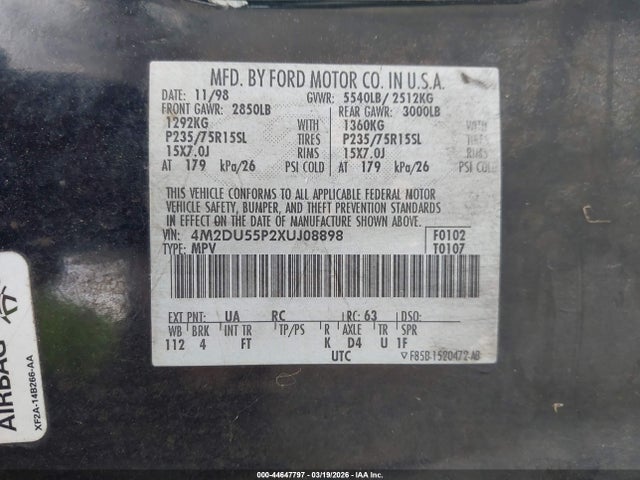 MFD. BY FORD MOTOR CO. IN U.S.A.
DATE: 11/98 GVWR: 5540LB/ 2512KG
FRONT GAWR: 2850LB REAR GAWR: 3000LB
1292KG WITH 1360KG WITH
P235/75R15SL TIRES P235/75R15SL TIRES
15X7.0J RIMS 15X7.0J RIMS
AT 179 kPa/26 PSI COLD AT 179 kPa/26 PSI COLD
THIS VEHICLE CONFORMS TO ALL APPLICABLE FEDERAL MOTOR
VEHICLE SAFETY, BUMPER, AND THEFT PREVENTION STANDARDS
IN EFFECT ON THE DATE OF MANUFACTURE SHOWN ABOVE.
VIN: 4M2DU55P2XUJ08898 F0102
TYPE: MPV T0107
EXT PNT: UA RC RC: 63 DSO:
WB BRK INT TR TP/PS R AXLE TR SPR
112 4 FT K D4 U 1F
UTC F85B-1520472-AB
AIRBAG
XF2A-14B266-AA
000-44647797 - 03/19/2026 - IAA Inc.